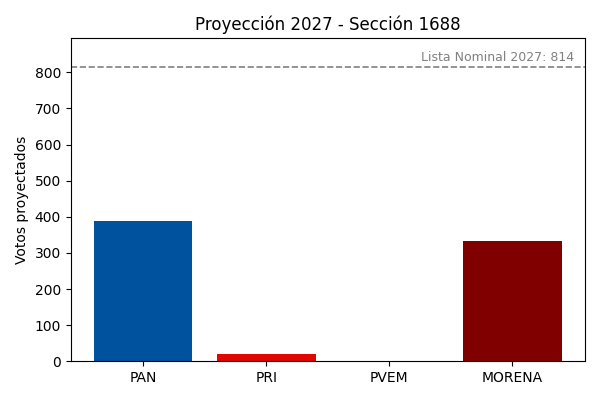 Proyección 2027 - Sección 1688
Lista Nominal 2027: 814
Votos proyectados
800
700
600
500
400
300
200
100
0
PAN PRI PVEM MORENA